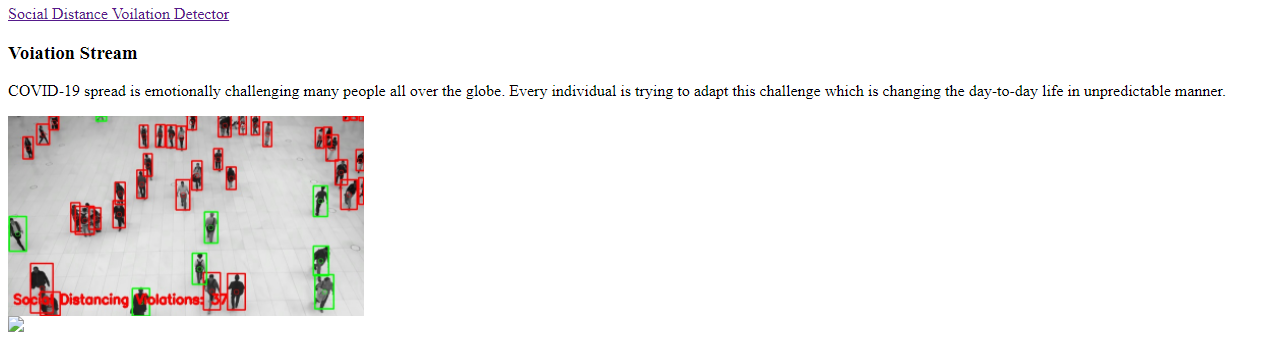 Social Distance Voilation Detector
Voiation Stream
COVID-19 spread is emotionally challenging many people all over the globe. Every individual is trying to adapt this challenge which is changing the day-to-day life in unpredictable manner.
Social Distancing Violations: 37